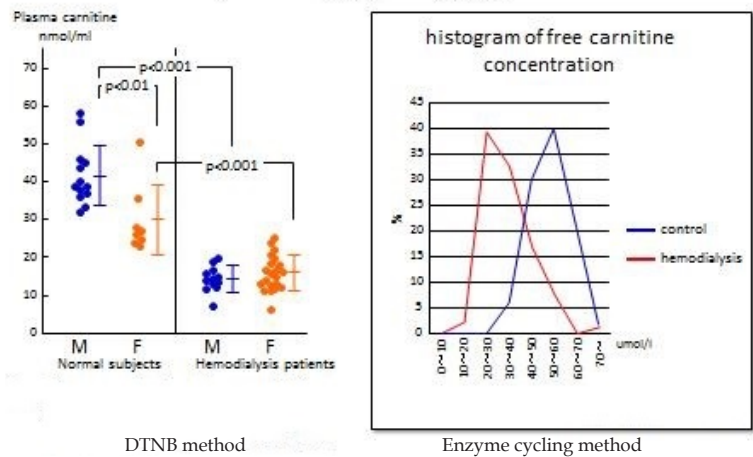 Plasma carnitine
nmol/ml
70
60
50
40
30
20
10
0
p<0.001
p<0.01
p<0.001
M F M F
Normal subjects Hemodialysis patients
DTNB method
histogram of free carnitine
concentration
45
40
35
30
25
20
15
10
5
0
%
0~10
10~20
20~30
30~40
40~50
50~60
60~70
70~
umol/l
control
hemodialysis
Enzyme cycling method